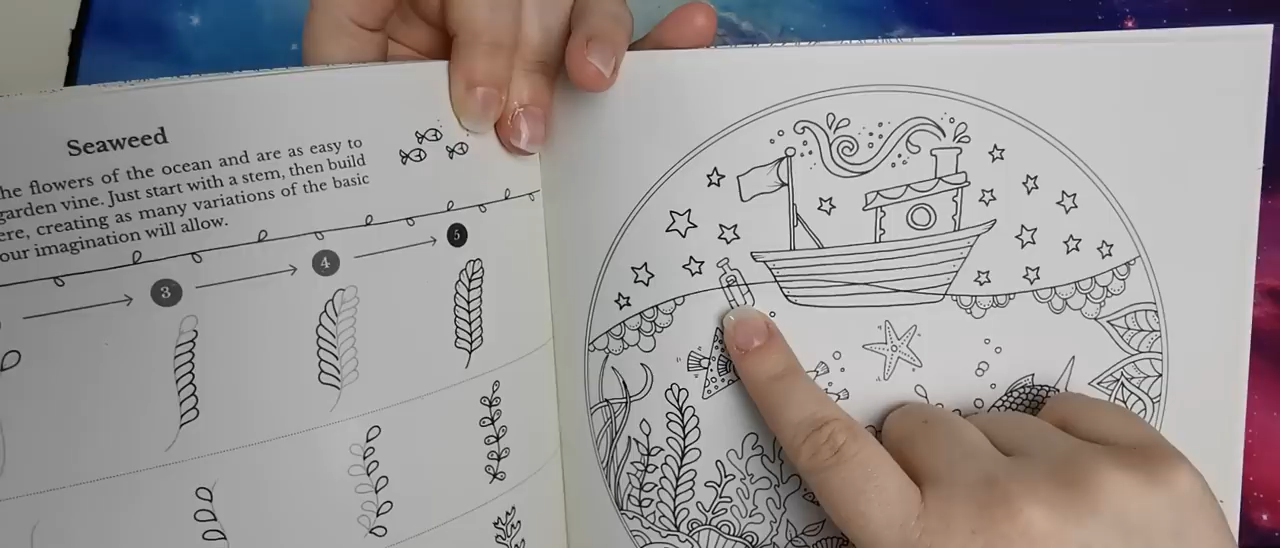 Seaweed
he flowers of the ocean and are as easy to
garden vine. Just start with a stem, then build
ere, creating as many variations of the basic
our imagination will allow.
3
4
5